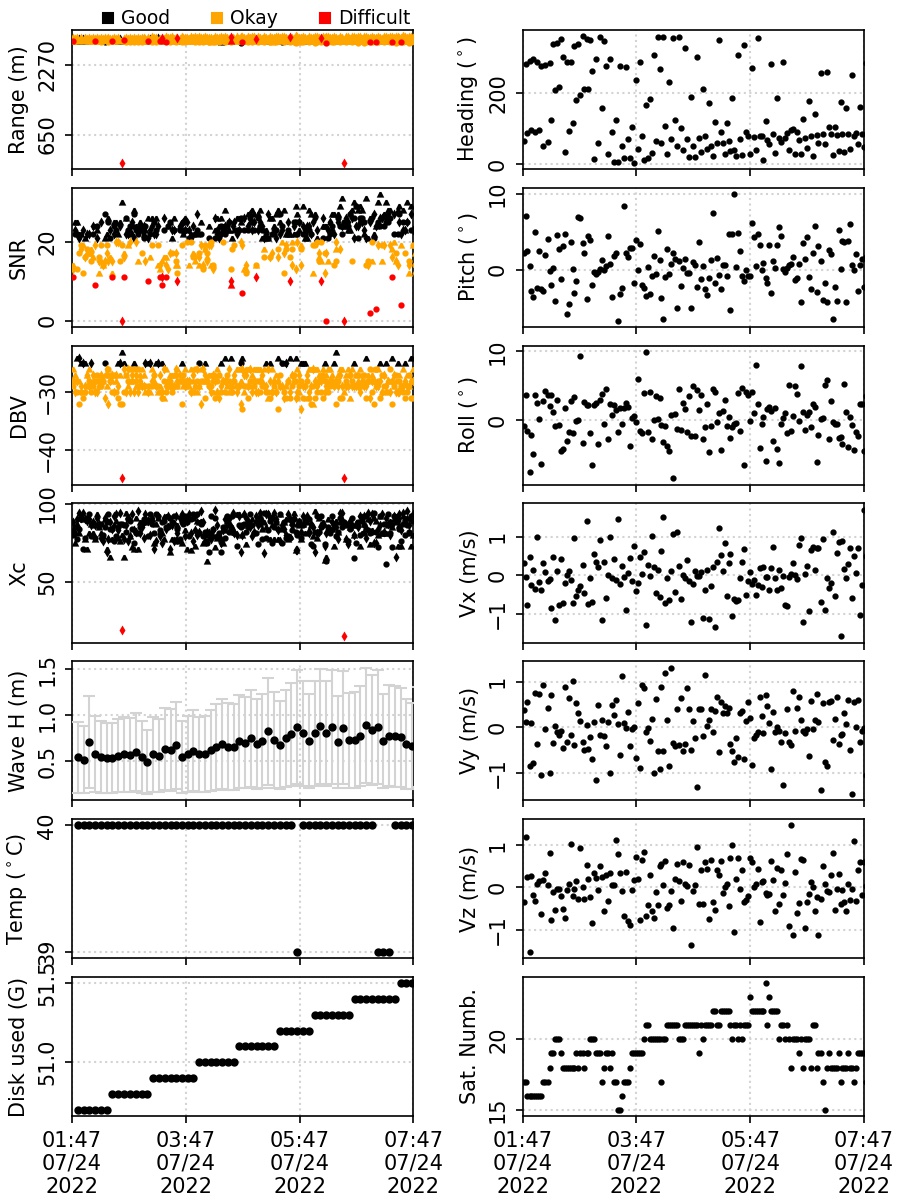 Good Okay Difficult
Range (m)
2270
650
Heading (°)
200
0
SNR
20
0
Pitch (°)
10
0
DBV
−30
−40
Roll (°)
10
0
Xc
100
50
Vx (m/s)
1
0
−1
Wave H (m)
1.5
1.0
0.5
Vy (m/s)
1
0
−1
Temp (°C)
40
39
Vz (m/s)
1
0
−1
Disk used (G)
51.5
51.0
Sat. Numb.
20
15
01:47 03:47 05:47 07:47 01:47 03:47 05:47 07:47
07/24 07/24 07/24 07/24 07/24 07/24 07/24 07/24
2022 2022 2022 2022 2022 2022 2022 2022